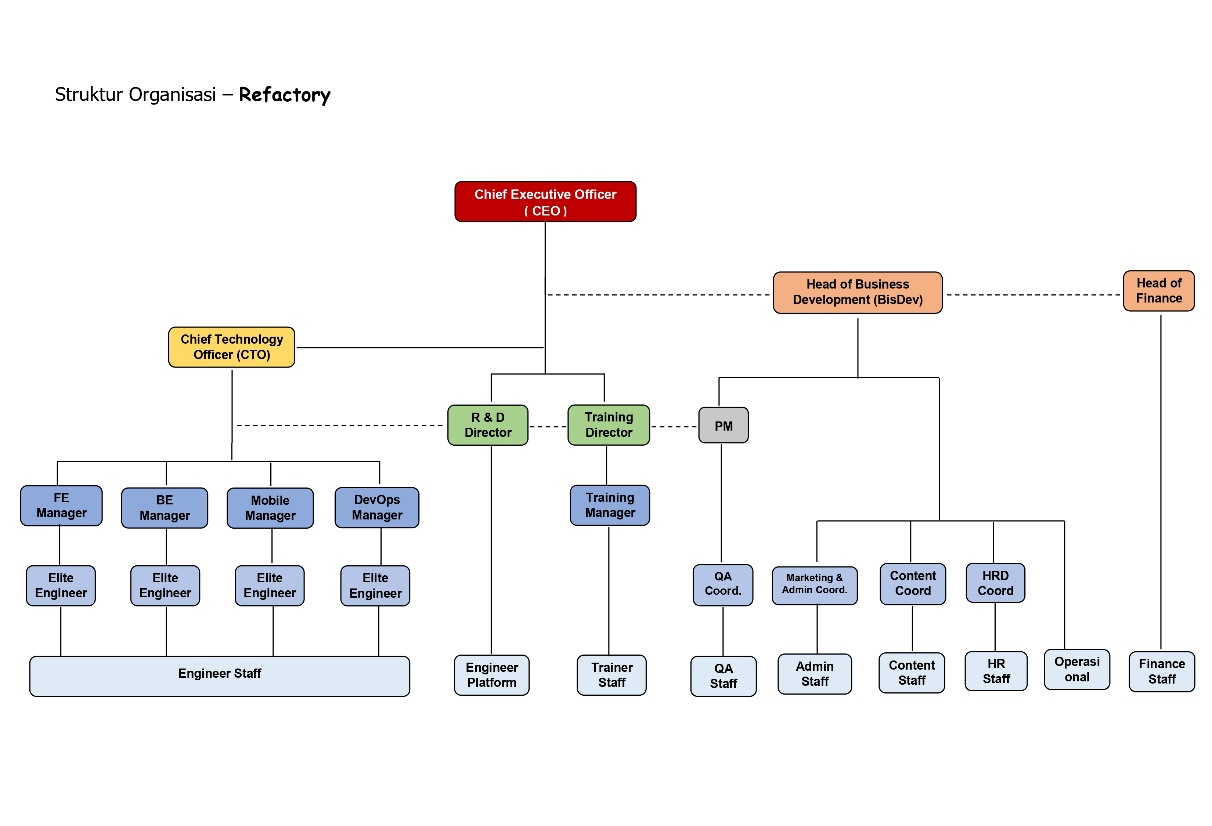 Struktur Organisasi – Refactory
Chief Executive Officer
( CEO )
Head of Business
Development (BisDev)
Head of
Finance
Chief Technology
Officer (CTO)
R & D
Director
Training
Director
PM
FE
Manager
BE
Manager
Mobile
Manager
DevOps
Manager
Training
Manager
Elite
Engineer
Elite
Engineer
Elite
Engineer
Elite
Engineer
QA
Coord.
Marketing &
Admin Coord.
Content
Coord
HRD
Coord
Engineer Staff
Engineer
Platform
Trainer
Staff
QA
Staff
Admin
Staff
Content
Staff
HR
Staff
Operasi
onal
Finance
Staff